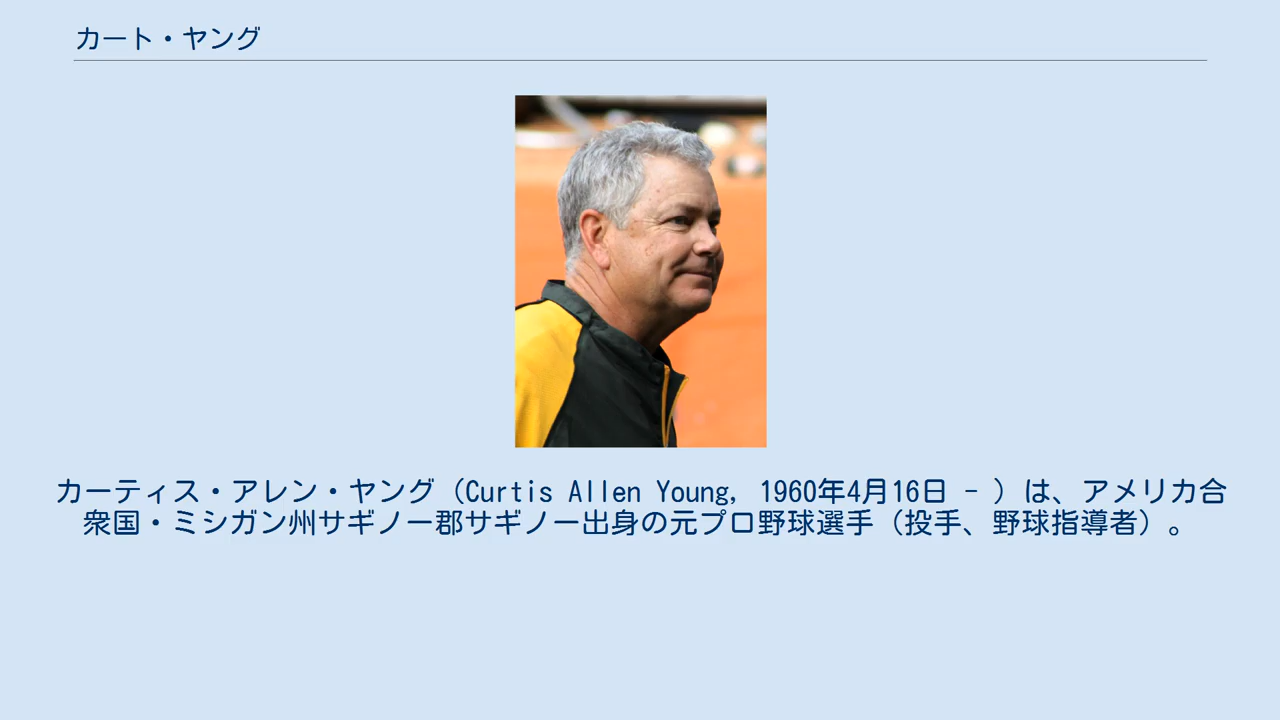 カート・ヤング
カーティス・アレン・ヤング（Curtis Allen Young, 1960年4月16日 - ）は、アメリカ合
衆国・ミシガン州サギノー郡サギノー出身の元プロ野球選手（投手、野球指導者）。